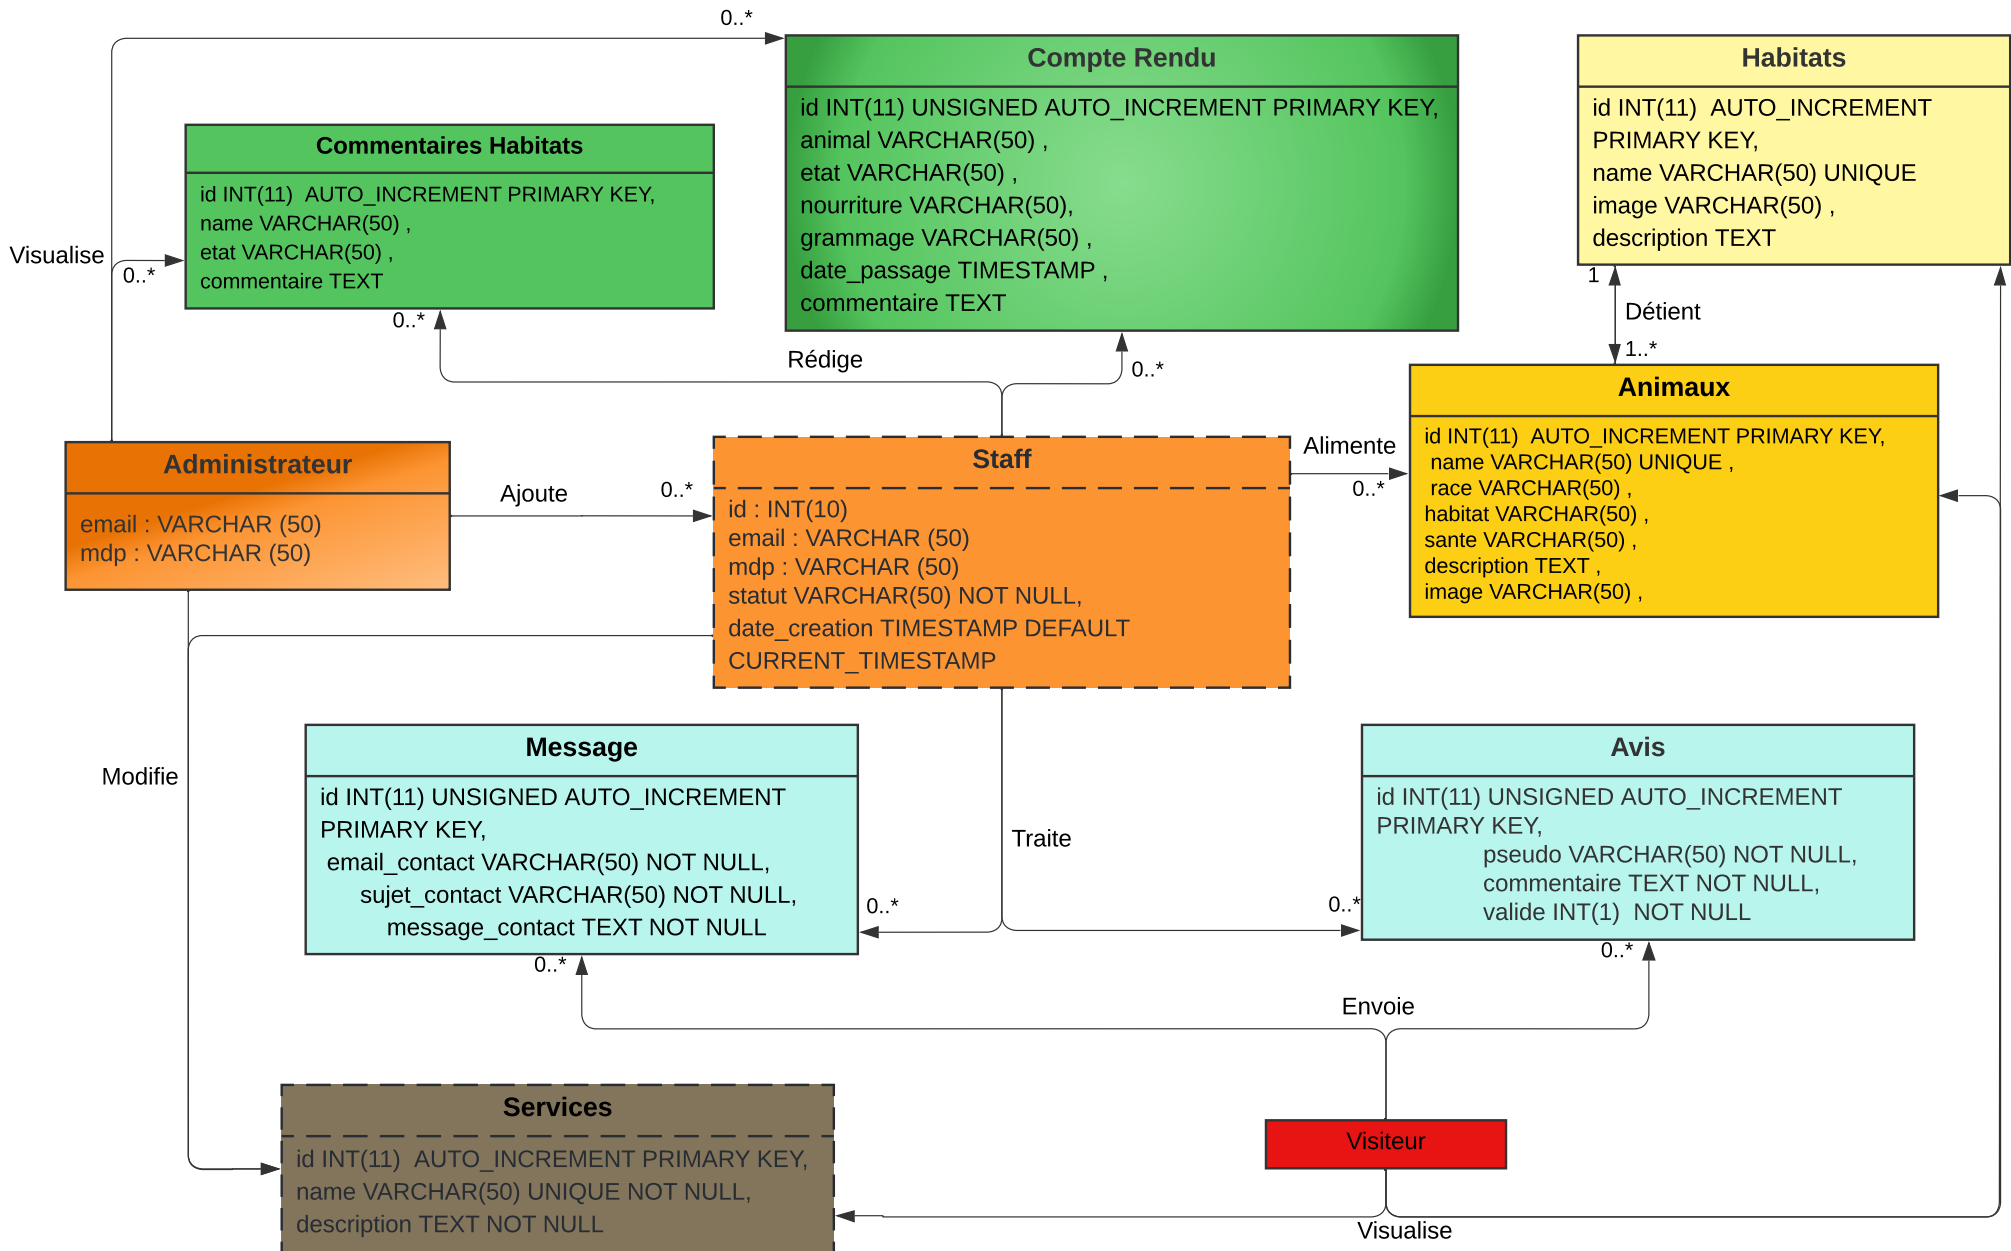 0..*
Compte Rendu
id INT(11) UNSIGNED AUTO_INCREMENT PRIMARY KEY,
animal VARCHAR(50) ,
etat VARCHAR(50) ,
nourriture VARCHAR(50),
grammage VARCHAR(50) ,
date_passage TIMESTAMP ,
commentaire TEXT
Habitats
id INT(11)  AUTO_INCREMENT
PRIMARY KEY,
name VARCHAR(50) UNIQUE
image VARCHAR(50) ,
description TEXT
Commentaires Habitats
id INT(11)  AUTO_INCREMENT PRIMARY KEY,
name VARCHAR(50) ,
etat VARCHAR(50) ,
commentaire TEXT
Visualise
0..*
0..*
Rédige
0..*
1
Détient
1..*
Animaux
id INT(11)  AUTO_INCREMENT PRIMARY KEY,
name VARCHAR(50) UNIQUE ,
race VARCHAR(50) ,
habitat VARCHAR(50) ,
sante VARCHAR(50) ,
description TEXT ,
image VARCHAR(50) ,
Administrateur
email : VARCHAR (50)
mdp : VARCHAR (50)
Ajoute
0..*
Staff
id : INT(10)
email : VARCHAR (50)
mdp : VARCHAR (50)
statut VARCHAR(50) NOT NULL,
date_creation TIMESTAMP DEFAULT
CURRENT_TIMESTAMP
Alimente
0..*
Modifie
Message
id INT(11) UNSIGNED AUTO_INCREMENT
PRIMARY KEY,
email_contact VARCHAR(50) NOT NULL,
sujet_contact VARCHAR(50) NOT NULL,
message_contact TEXT NOT NULL
Traite
0..*
0..*
Avis
id INT(11) UNSIGNED AUTO_INCREMENT
PRIMARY KEY,
pseudo VARCHAR(50) NOT NULL,
commentaire TEXT NOT NULL,
valide INT(1)  NOT NULL
0..*
0..*
Envoie
Services
id INT(11)  AUTO_INCREMENT PRIMARY KEY,
name VARCHAR(50) UNIQUE NOT NULL,
description TEXT NOT NULL
Visiteur
Visualise